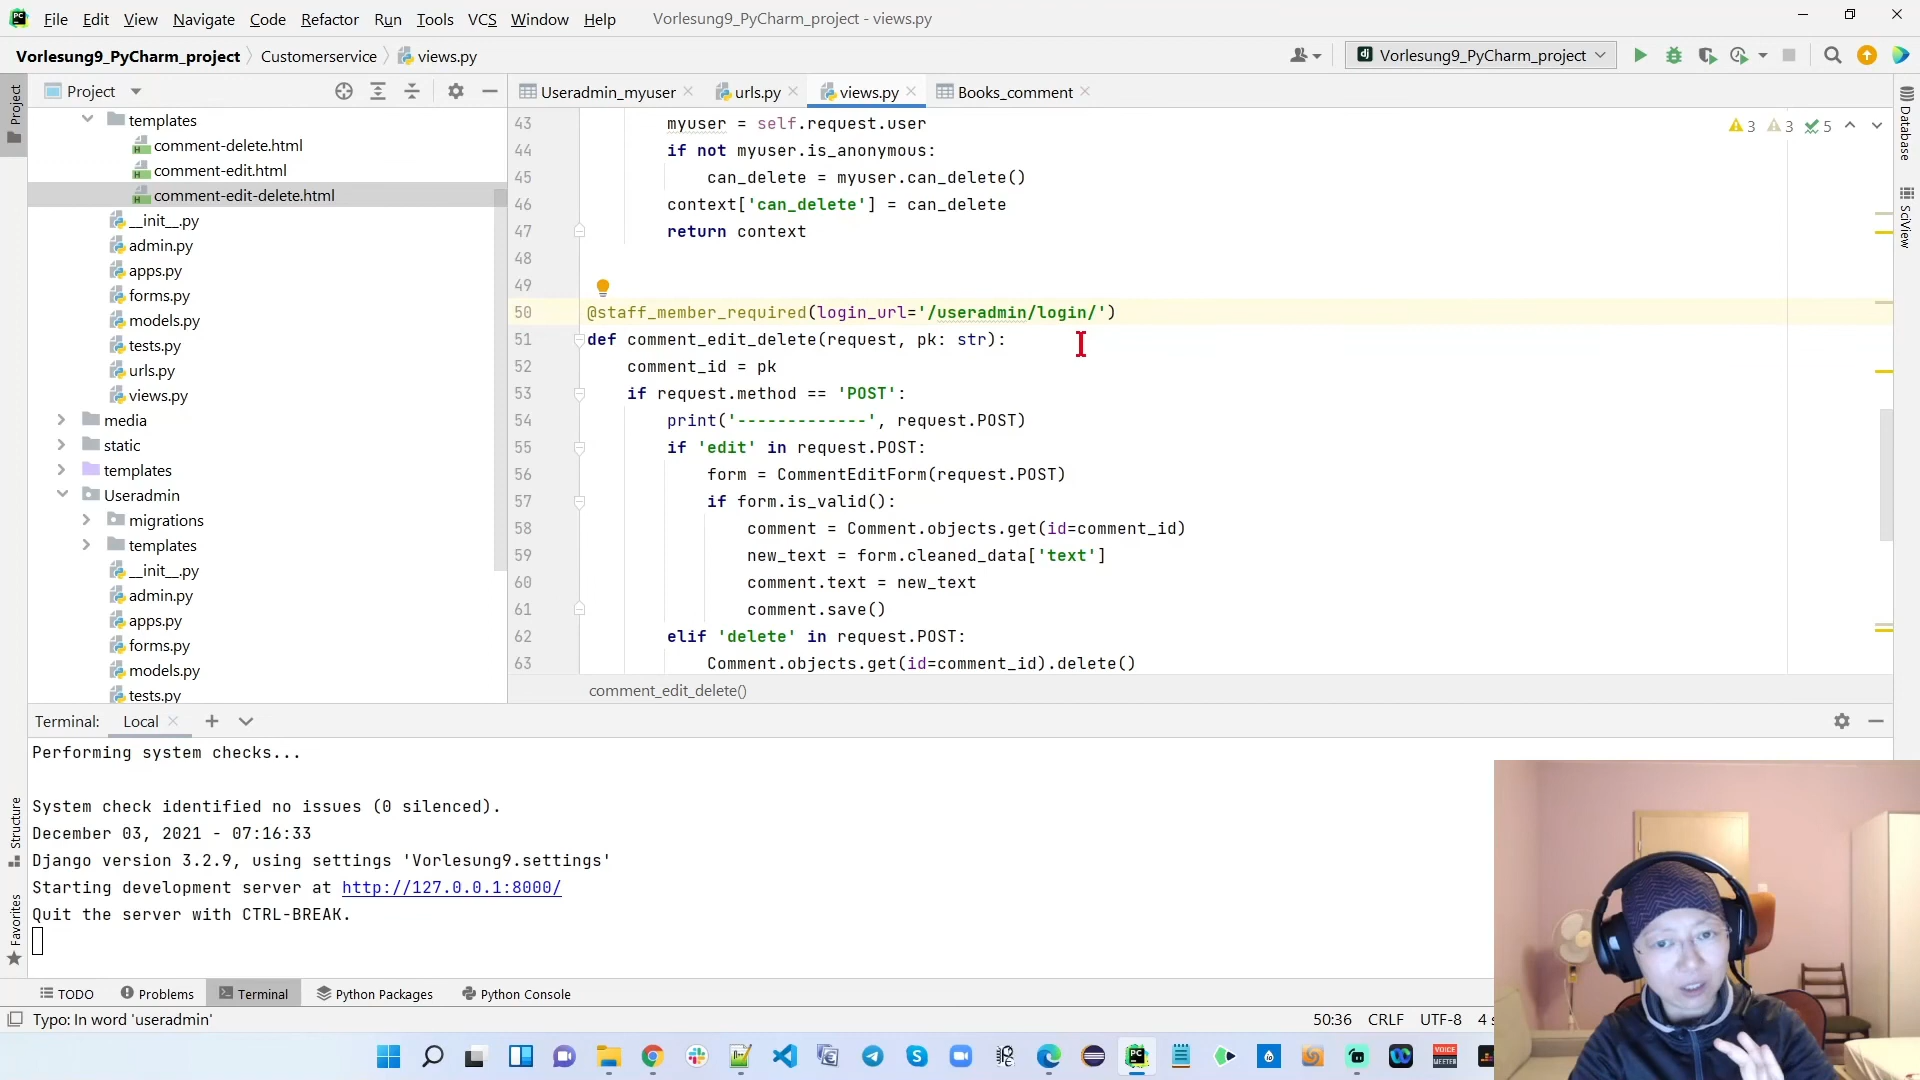 File Edit View Navigate Code Refactor Run Tools VCS Window Help Vorlesung9_PyCharm_project - views.py
Vorlesung9_PyCharm_project Customerservice views.py Vorlesung9_PyCharm_project
Project
Project
templates
comment-delete.html
comment-edit.html
comment-edit-delete.html
__init__.py
admin.py
apps.py
forms.py
models.py
tests.py
urls.py
views.py
media
static
templates
Useradmin
migrations
templates
__init__.py
admin.py
apps.py
forms.py
models.py
tests.py
Useradmin_myuser urls.py views.py Books_comment
3 3 5
43 myuser = self.request.user
44 if not myuser.is_anonymous:
45 can_delete = myuser.can_delete()
46 context['can_delete'] = can_delete
47 return context
48
49
50 @staff_member_required(login_url='/useradmin/login/')
51 def comment_edit_delete(request, pk: str):
52 comment_id = pk
53 if request.method == 'POST':
54 print('-------------', request.POST)
55 if 'edit' in request.POST:
56 form = CommentEditForm(request.POST)
57 if form.is_valid():
58 comment = Comment.objects.get(id=comment_id)
59 new_text = form.cleaned_data['text']
60 comment.text = new_text
61 comment.save()
62 elif 'delete' in request.POST:
63 Comment.objects.get(id=comment_id).delete()
comment_edit_delete()
Database
SciView
Terminal: Local
Performing system checks...
System check identified no issues (0 silenced).
December 03, 2021 - 07:16:33
Django version 3.2.9, using settings 'Vorlesung9.settings'
Starting development server at http://127.0.0.1:8000/
Quit the server with CTRL-BREAK.
Structure
Favorites
TODO Problems Terminal Python Packages Python Console
Typo: In word 'useradmin' 50:36 CRLF UTF-8 4
VOICE
MEETER